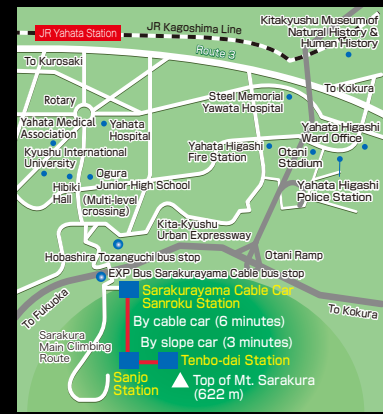 Kitakyushu Museum of
Natural History &
Human History
JR Kagoshima Line
JR Yahata Station
Route 3
To Kurosaki
To Kokura
Rotary
Steel Memorial
Yawata Hospital
Yahata Medical
Association
Yahata
Hospital
Yahata Higashi
Ward Office
Kyushu International
University
Yahata Higashi
Fire Station
Otani
Stadium
Hibiki
Hall
Ogura
Junior High School
(Multi-level
crossing)
Yahata Higashi
Police Station
Kita-Kyushu
Urban Expressway
Hobashira Tozanguchi bus stop
Otani Ramp
EXP Bus Sarakurayama Cable bus stop
To Fukuoka
Sarakurayama Cable Car
Sanroku Station
To Kokura
By cable car (6 minutes)
Sarakura
Main Climbing
Route
By slope car (3 minutes)
Tenbo-dai Station
Sanjo
Station
Top of Mt. Sarakura
(622 m)